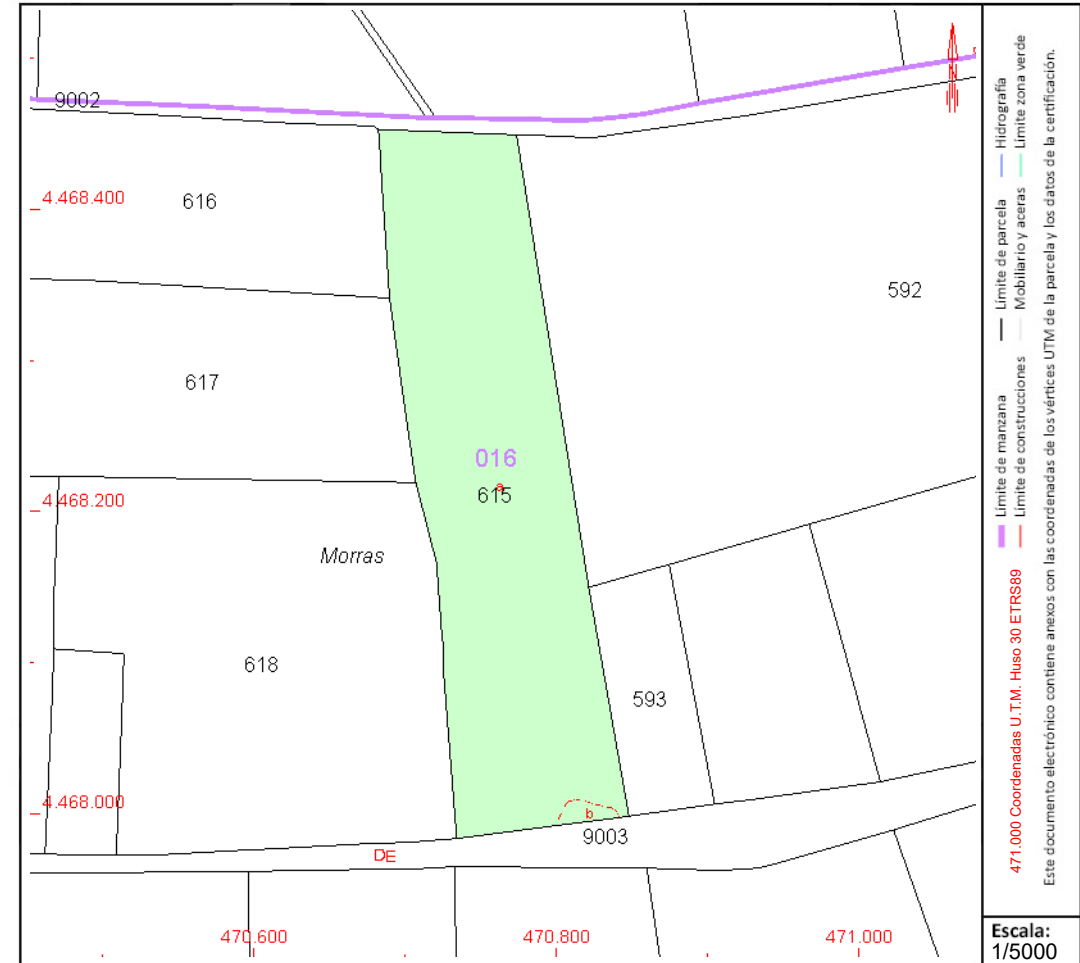 9002
4.468.400
616
592
617
016
a
615
4.468.200
Morras
618
593
4.468.000
b
9003
DE
470.600
470.800
471.000
471.000 Coordenadas U.T.M. Huso 30 ETRS89
Límite de manzana
Límite de parcela
Hidrografía
Límite de construcciones
Mobiliario y aceras
Límite zona verde
Este documento electrónico contiene anexos con las coordenadas de los vértices UTM de la parcela y los datos de la certificación.
Escala:
1/5000